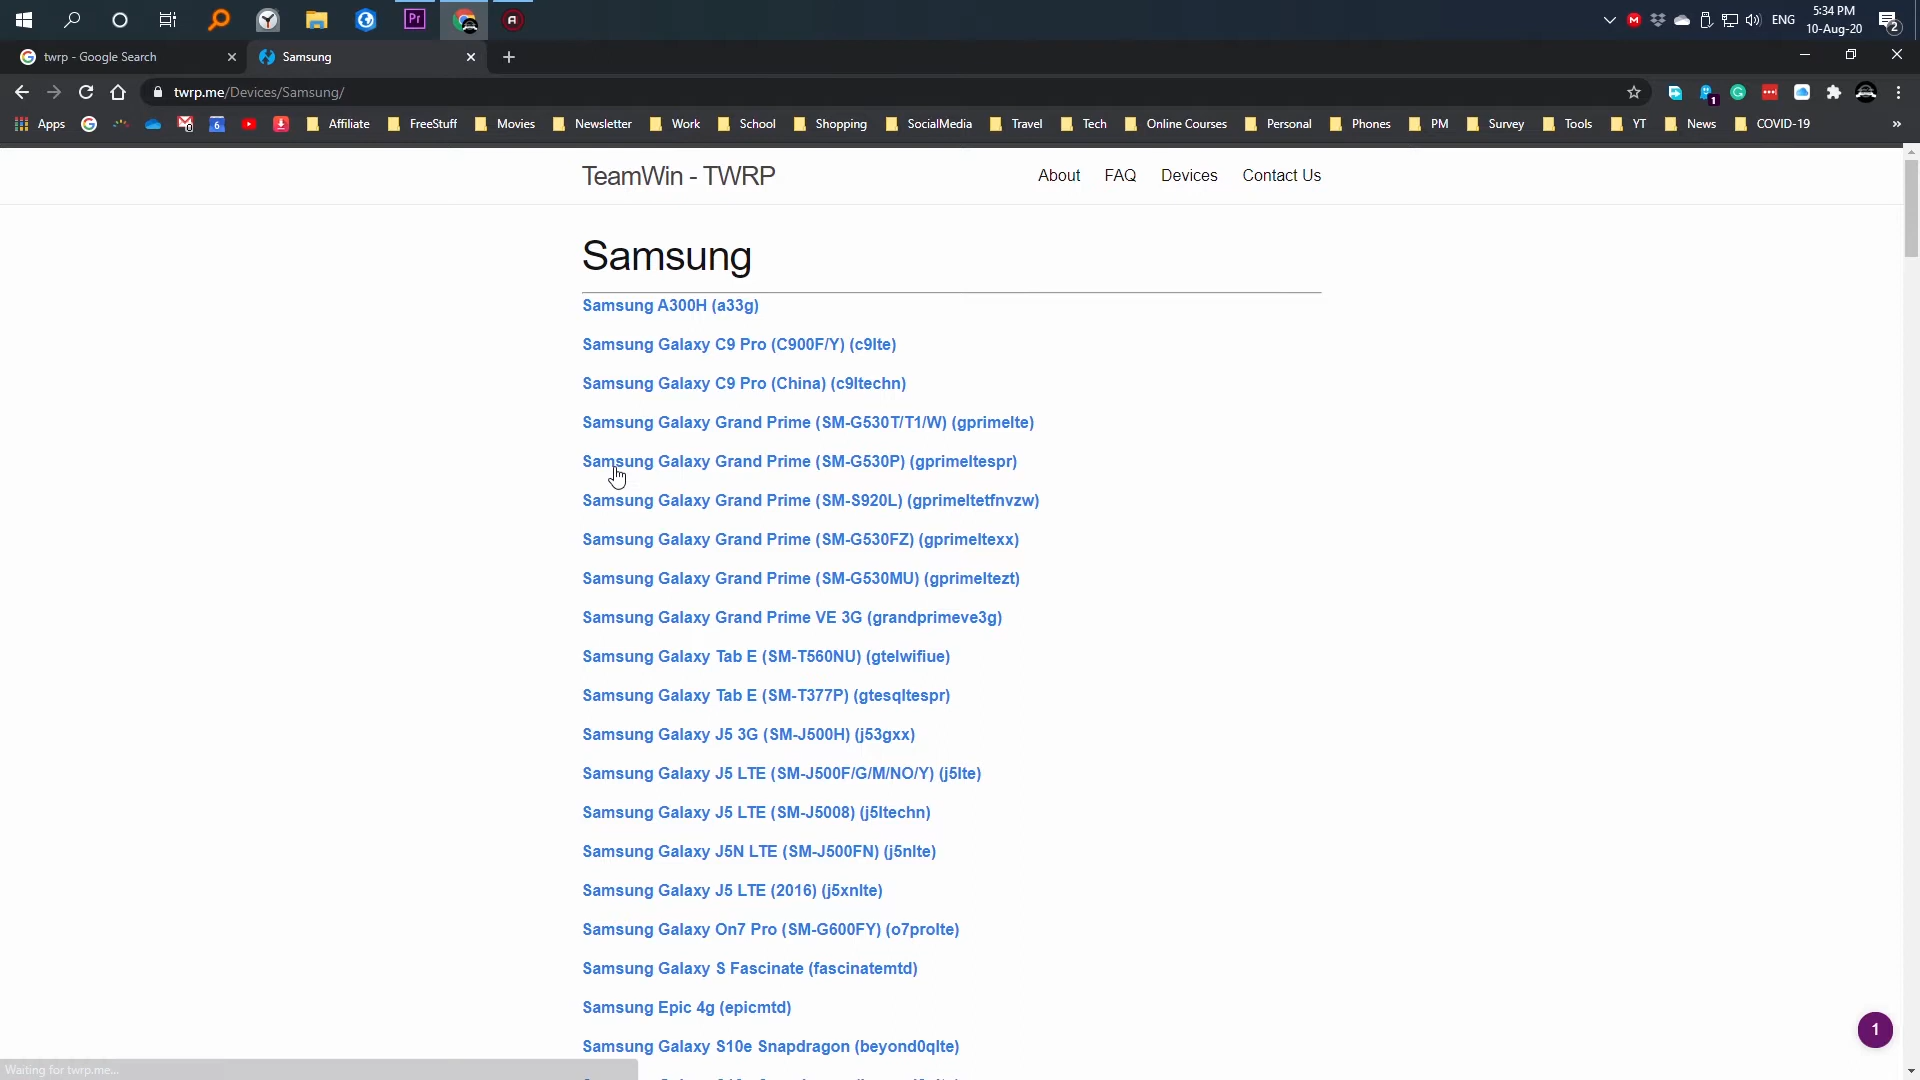 5:34 PM
ENG
10-Aug-20
2
twrp - Google Search
Samsung
twrp.me/Devices/Samsung/
1
Apps
6
Affiliate
FreeStuff
Movies
Newsletter
Work
School
Shopping
SocialMedia
Travel
Tech
Online Courses
Personal
Phones
PM
Survey
Tools
YT
News
COVID-19
»
TeamWin - TWRP
About
FAQ
Devices
Contact Us
Samsung
Samsung A300H (a33g)
Samsung Galaxy C9 Pro (C900F/Y) (c9lte)
Samsung Galaxy C9 Pro (China) (c9ltechn)
Samsung Galaxy Grand Prime (SM-G530T/T1/W) (gprimelte)
Samsung Galaxy Grand Prime (SM-G530P) (gprimeltespr)
Samsung Galaxy Grand Prime (SM-S920L) (gprimeltetfnvzw)
Samsung Galaxy Grand Prime (SM-G530FZ) (gprimeltexx)
Samsung Galaxy Grand Prime (SM-G530MU) (gprimeltezt)
Samsung Galaxy Grand Prime VE 3G (grandprimeve3g)
Samsung Galaxy Tab E (SM-T560NU) (gtelwifiue)
Samsung Galaxy Tab E (SM-T377P) (gtesqltespr)
Samsung Galaxy J5 3G (SM-J500H) (j53gxx)
Samsung Galaxy J5 LTE (SM-J500F/G/M/NO/Y) (j5lte)
Samsung Galaxy J5 LTE (SM-J5008) (j5ltechn)
Samsung Galaxy J5N LTE (SM-J500FN) (j5nlte)
Samsung Galaxy J5 LTE (2016) (j5xnlte)
Samsung Galaxy On7 Pro (SM-G600FY) (o7prolte)
Samsung Galaxy S Fascinate (fascinatemtd)
Samsung Epic 4g (epicmtd)
1
Samsung Galaxy S10e Snapdragon (beyond0qlte)
Waiting for twrp.me...